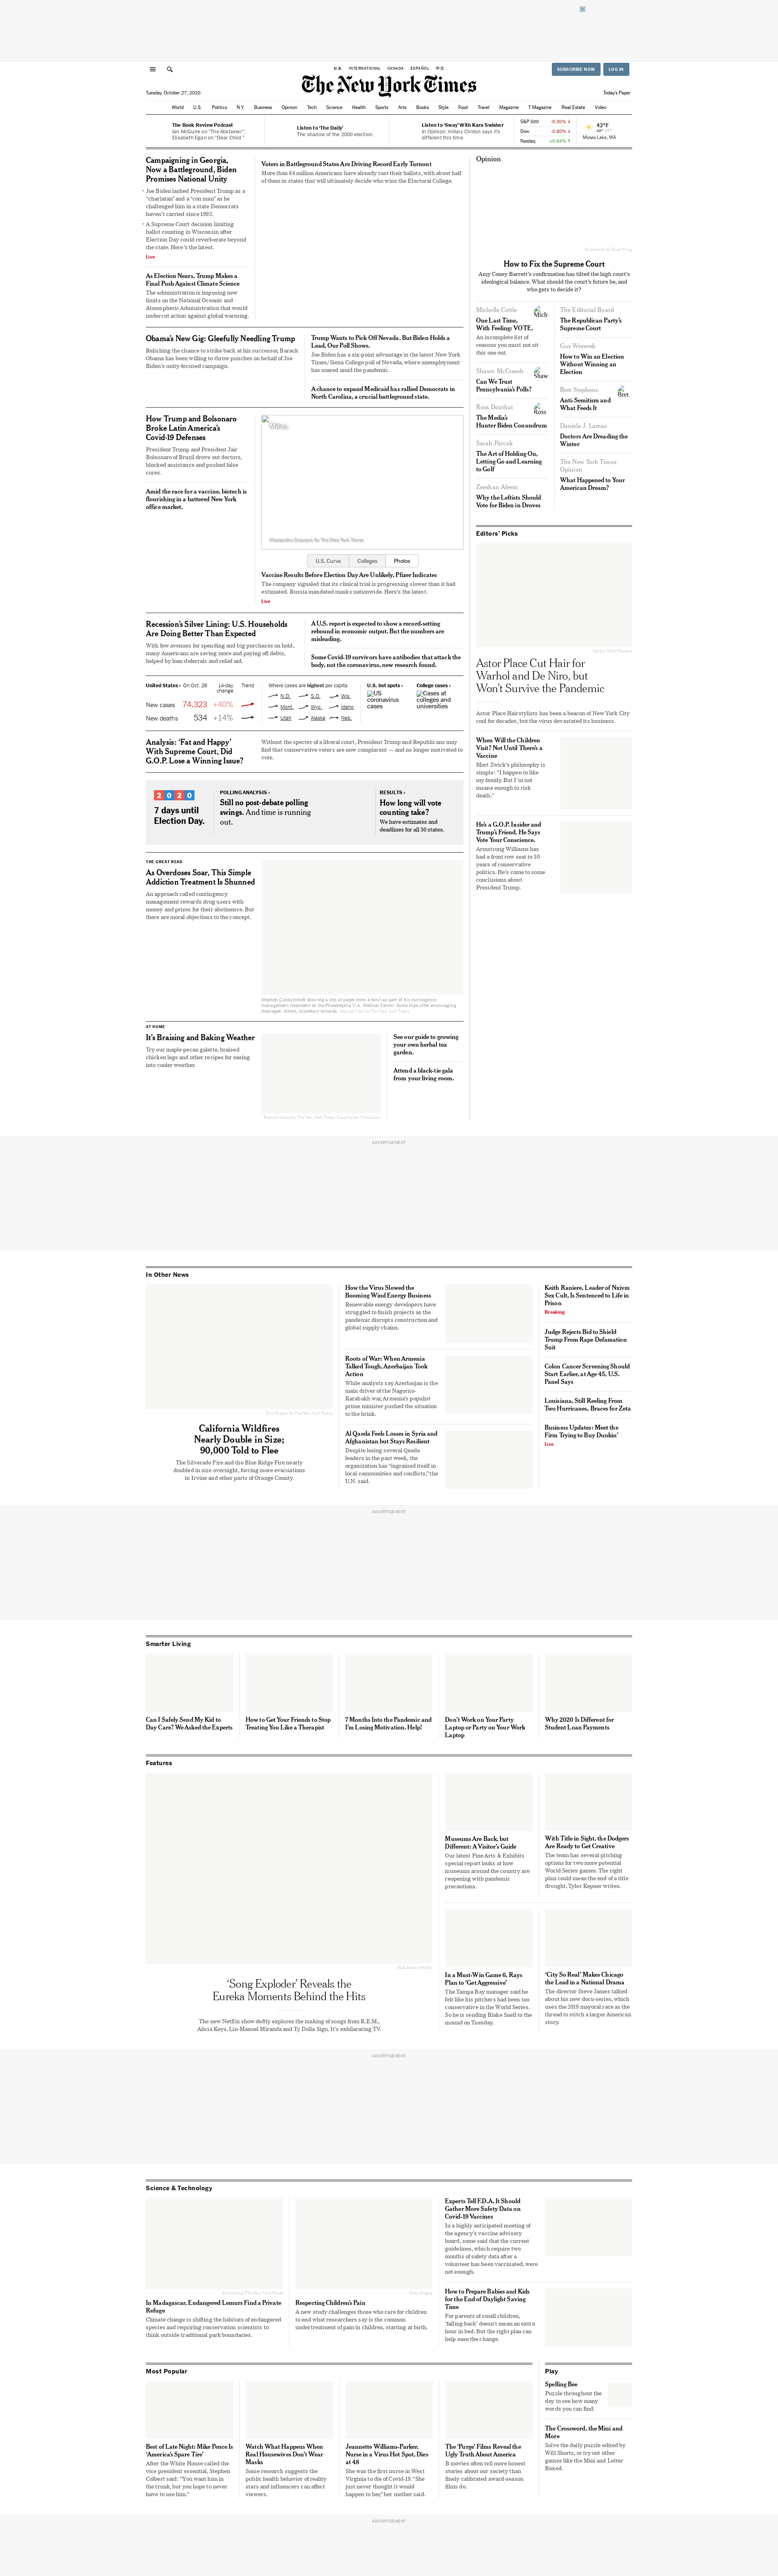 U.S.
INTERNATIONAL
CANADA
ESPAÑOL
中文
SUBSCRIBE NOW
LOG IN
The New York Times
Tuesday, October 27, 2020
Today's Paper
World
U.S.
Politics
N.Y.
Business
Opinion
Tech
Science
Health
Sports
Arts
Books
Style
Food
Travel
Magazine
T Magazine
Real Estate
Video
The Book Review Podcast
Ian McGuire on “The Abstainer”;
Elisabeth Egan on “Dear Child.”
Listen to ‘The Daily’
The shadow of the 2000 election.
Listen to ‘Sway’ With Kara Swisher
In Opinion: Hillary Clinton says it’s
different this time.
S&P 500 -0.30% ↓
Dow -0.80% ↓
Nasdaq +0.64% ↑
42°F
Moses Lake, WA
Campaigning in Georgia,
Now a Battleground, Biden
Promises National Unity
• Joe Biden lashed President Trump as a
“charlatan” and a “con man” as he
challenged him in a state Democrats
haven’t carried since 1992.
• A Supreme Court decision limiting
ballot counting in Wisconsin after
Election Day could reverberate beyond
the state. Here’s the latest.
Live
As Election Nears, Trump Makes a
Final Push Against Climate Science
The administration is imposing new
limits on the National Oceanic and
Atmospheric Administration that would
undercut action against global warming.
Voters in Battleground States Are Driving Record Early Turnout
More than 64 million Americans have already cast their ballots, with about half
of them in states that will ultimately decide who wins the Electoral College.
Obama’s New Gig: Gleefully Needling Trump
Relishing the chance to strike back at his successor, Barack
Obama has been willing to throw punches on behalf of Joe
Biden’s unity-focused campaign.
Trump Wants to Pick Off Nevada. But Biden Holds a
Lead, Our Poll Shows.
Joe Biden has a six-point advantage in the latest New York
Times/Siena College poll of Nevada, where unemployment
has soared amid the pandemic.
A chance to expand Medicaid has rallied Democrats in
North Carolina, a crucial battleground state.
How Trump and Bolsonaro
Broke Latin America’s
Covid-19 Defenses
President Trump and President Jair
Bolsonaro of Brazil drove out doctors,
blocked assistance and pushed false
cures.
Amid the race for a vaccine, biotech is
flourishing in a battered New York
office market.
Alessandro Grassani for The New York Times
U.S. Curve
Colleges
Photos
Vaccine Results Before Election Day Are Unlikely, Pfizer Indicates
The company signaled that its clinical trial is progressing slower than it had
estimated. Russia mandated masks nationwide. Here’s the latest.
Live
Recession’s Silver Lining: U.S. Households
Are Doing Better Than Expected
With few avenues for spending and big purchases on hold,
many Americans are saving more and paying off debts,
helped by loan deferrals and relief aid.
A U.S. report is expected to show a record-setting
rebound in economic output. But the numbers are
misleading.
Some Covid-19 survivors have antibodies that attack the
body, not the coronavirus, new research found.
United States › On Oct. 26 14-day change Trend
New cases 74,323 +40%
New deaths 534 +14%
Where cases are highest per capita
N.D. S.D. Wis.
Mont. Wyo. Idaho
Utah Alaska Neb.
U.S. hot spots ›
US
coronavirus
cases
College cases ›
Cases at
colleges and
universities
Analysis: ‘Fat and Happy’
With Supreme Court, Did
G.O.P. Lose a Winning Issue?
Without the specter of a liberal court, President Trump and Republicans may
find that conservative voters are now complacent — and no longer motivated to
vote.
2020
7 days until
Election Day.
POLLING ANALYSIS ›
Still no post-debate polling
swings. And time is running
out.
RESULTS ›
How long will vote
counting take?
We have estimates and
deadlines for all 50 states.
THE GREAT READ
As Overdoses Soar, This Simple
Addiction Treatment Is Shunned
An approach called contingency
management rewards drug users with
money and prizes for their abstinence. But
there are moral objections to the concept.
AT HOME
It’s Braising and Baking Weather
Try our maple-pecan galette, braised
chicken legs and other recipes for easing
into cooler weather.
See our guide to growing
your own herbal tea
garden.
Attend a black-tie gala
from your living room.
Opinion
How to Fix the Supreme Court
Amy Coney Barrett’s confirmation has tilted the high court’s
ideological balance. What should the court’s future be, and
who gets to decide it?
Michelle Cottle
One Last Time,
With Feeling: VOTE.
An incomplete list of
reasons you must not sit
this one out.
Mich
Shawn McCreesh
Can We Trust
Pennsylvania’s Polls?
Shaw
Ross Douthat
The Media’s
Hunter Biden Conundrum
Ross
Sarah Parcak
The Art of Holding On,
Letting Go and Learning
to Golf
Zeeshan Aleem
Why the Leftists Should
Vote for Biden in Droves
The Editorial Board
The Republican Party’s
Supreme Court
Gus Wezerek
How to Win an Election
Without Winning an
Election
Bret Stephens
Anti-Semitism and
What Feeds It
Bret
Daniela J. Lamas
Doctors Are Dreading the
Winter
The New York Times
Opinion
What Happened to Your
American Dream?
Editors’ Picks
Astor Place Cut Hair for
Warhol and De Niro, but
Won’t Survive the Pandemic
Astor Place Hairstylists has been a beacon of New York City
cool for decades, but the virus devastated its business.
When Will the Children
Visit? Not Until There’s a
Vaccine
Mort Zwick’s philosophy is
simple: “I happen to like
my family. But I’m not
insane enough to risk
death.”
He’s a G.O.P. Insider and
Trump’s Friend. He Says
Vote Your Conscience.
Armstrong Williams has
had a front row seat to 30
years of conservative
politics. He’s come to some
conclusions about
President Trump.
ADVERTISEMENT
In Other News
California Wildfires
Nearly Double in Size;
90,000 Told to Flee
The Silverado Fire and the Blue Ridge Fire nearly
doubled in size overnight, forcing more evacuations
in Irvine and other parts of Orange County.
How the Virus Slowed the
Booming Wind Energy Business
Renewable energy developers have
struggled to finish projects as the
pandemic disrupts construction and
global supply chains.
Roots of War: When Armenia
Talked Tough, Azerbaijan Took
Action
While analysts say Azerbaijan is the
main driver of the Nagorno-
Karabakh war, Armenia’s populist
prime minister pushed the situation
to the brink.
Al Qaeda Feels Losses in Syria and
Afghanistan but Stays Resilient
Despite losing several Qaeda
leaders in the past week, the
organization has “ingrained itself in
local communities and conflicts,” the
U.N. said.
Keith Raniere, Leader of Nxivm
Sex Cult, Is Sentenced to Life in
Prison
Breaking
Judge Rejects Bid to Shield
Trump From Rape Defamation
Suit
Colon Cancer Screening Should
Start Earlier, at Age 45, U.S.
Panel Says
Louisiana, Still Reeling From
Two Hurricanes, Braces for Zeta
Business Updates: Meet the
Firm Trying to Buy Dunkin’
Live
ADVERTISEMENT
Smarter Living
Can I Safely Send My Kid to
Day Care? We Asked the Experts
How to Get Your Friends to Stop
Treating You Like a Therapist
7 Months Into the Pandemic and
I’m Losing Motivation. Help!
Don’t Work on Your Party
Laptop or Party on Your Work
Laptop
Why 2020 Is Different for
Student Loan Payments
Features
‘Song Exploder’ Reveals the
Eureka Moments Behind the Hits
The new Netflix show deftly explores the making of songs from R.E.M.,
Alicia Keys, Lin-Manuel Miranda and Ty Dolla Sign. It’s exhilarating TV.
Museums Are Back, but
Different: A Visitor’s Guide
Our latest Fine Arts & Exhibits
special report looks at how
museums around the country are
reopening with pandemic
precautions.
With Title in Sight, the Dodgers
Are Ready to Get Creative
The team has several pitching
options for two more potential
World Series games. The right
plan could mean the end of a title
drought, Tyler Kepner writes.
In a Must-Win Game 6, Rays
Plan to ‘Get Aggressive’
The Tampa Bay manager said he
felt like his pitchers had been too
conservative in the World Series.
So he is sending Blake Snell to the
mound on Tuesday.
‘City So Real’ Makes Chicago
the Lead in a National Drama
The director Steve James talked
about his new docu-series, which
uses the 2019 mayoral race as the
thread to stitch a larger American
story.
ADVERTISEMENT
Science & Technology
In Madagascar, Endangered Lemurs Find a Private
Refuge
Climate change is shifting the habitats of endangered
species and requiring conservation scientists to
think outside traditional park boundaries.
Respecting Children’s Pain
A new study challenges those who care for children
to end what researchers say is the common
undertreatment of pain in children, starting at birth.
Experts Tell F.D.A. It Should
Gather More Safety Data on
Covid-19 Vaccines
In a highly anticipated meeting of
the agency’s vaccine advisory
board, some said that the current
guidelines, which require two
months of safety data after a
volunteer has been vaccinated, were
not enough.
How to Prepare Babies and Kids
for the End of Daylight Saving
Time
For parents of small children,
‘falling back’ doesn’t mean an extra
hour in bed. But the right plan can
help ease the change.
Most Popular
Best of Late Night: Mike Pence Is
‘America’s Spare Tire’
After the White House called the
vice president essential, Stephen
Colbert said: “You want him in
the trunk, but you hope to never
have to use him.”
Watch What Happens When
Real Housewives Don’t Wear
Masks
Some research suggests the
public health behavior of reality
stars and influencers can affect
viewers.
Jeannette Williams-Parker,
Nurse in a Virus Hot Spot, Dies
at 48
She was the first nurse in West
Virginia to die of Covid-19. “She
just never thought it would
happen to her,” her mother said.
The ‘Purge’ Films Reveal the
Ugly Truth About America
B movies often tell more honest
stories about our society than
finely calibrated award-season
films do.
Play
Spelling Bee
Puzzle throughout the
day to see how many
words you can find.
The Crossword, the Mini and
More
Solve the daily puzzle edited by
Will Shortz, or try out other
games like the Mini and Letter
Boxed.
ADVERTISEMENT